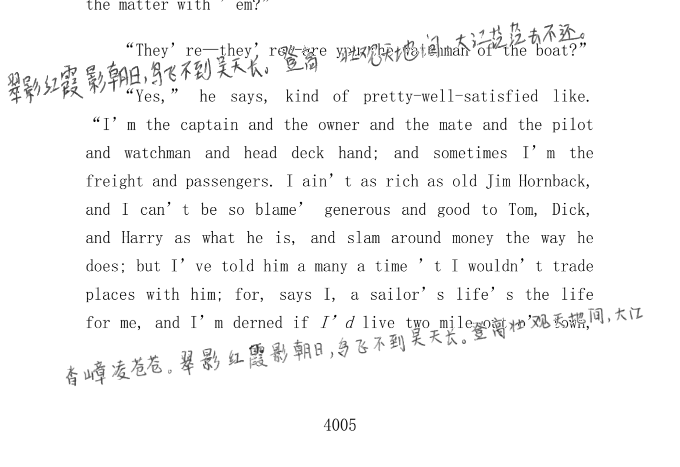 the matter with ’em?”
“They’re—they’re—are you the watchman of the boat?”
翠影红霞影朝日，鸟飞不到吴天长。登高壮观天地间，大江茫茫去不还。
“Yes,” he says, kind of pretty-well-satisfied like.
“I’m the captain and the owner and the mate and the pilot
and watchman and head deck hand; and sometimes I’m the
freight and passengers. I ain’t as rich as old Jim Hornback,
and I can’t be so blame’ generous and good to Tom, Dick,
and Harry as what he is, and slam around money the way he
does; but I’ve told him a many a time ’t I wouldn’t trade
places with him; for, says I, a sailor’s life’s the life
for me, and I’m derned if I’d live two mile out o’ town,
杳嶂凌苍苍。翠影红霞影朝日，鸟飞不到吴天长。登高壮观天地间，大江
4005